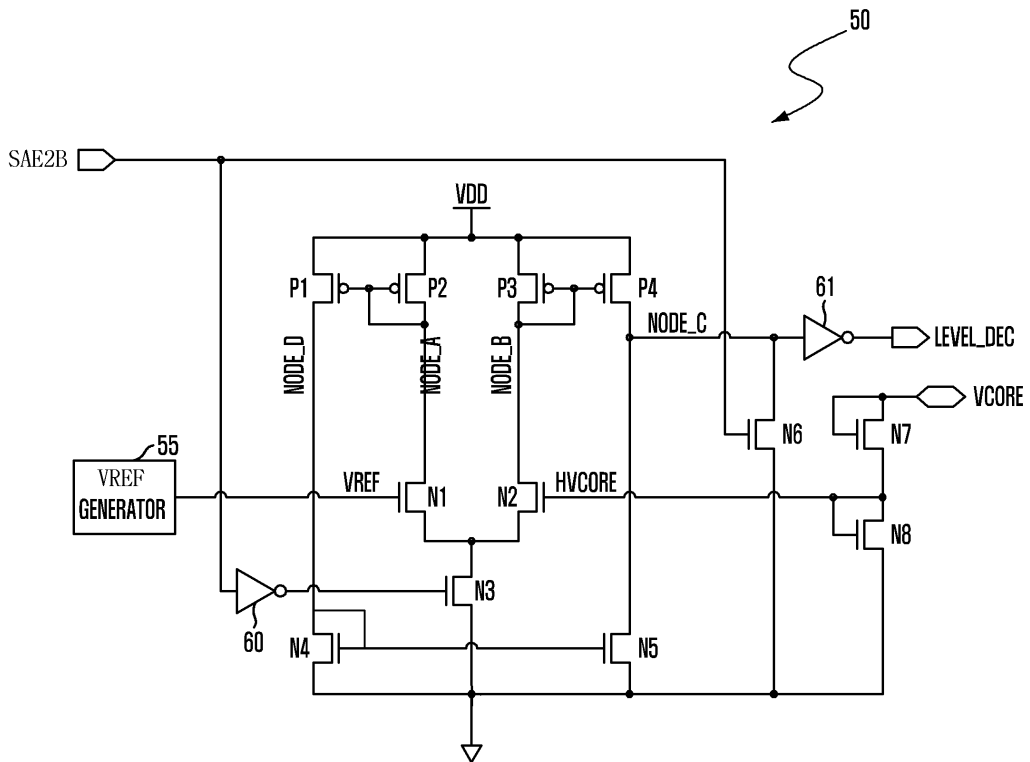 50
SAE2B
VDD
P1
P2
P3
P4
61
NODE_C
LEVEL_DEC
NODE_D
NODE_A
NODE_B
VCORE
N6
N7
55
VREF
GENERATOR
VREF
N1
N2
HVCORE
N8
N3
60
N4
N5